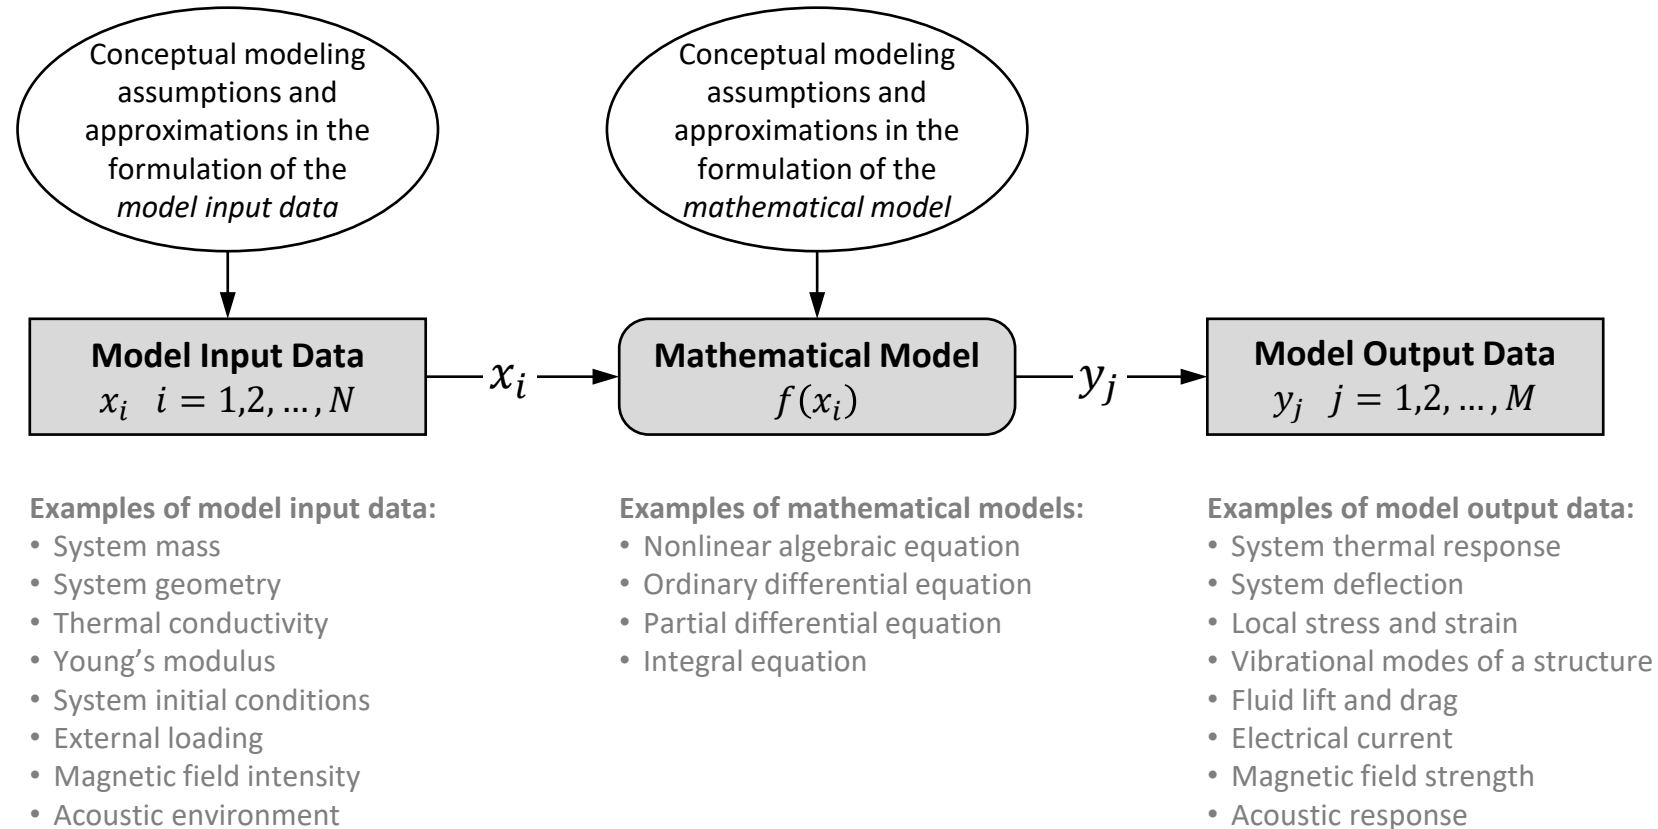 Conceptual modeling
assumptions and
approximations in the
formulation of the
model input data
Conceptual modeling
assumptions and
approximations in the
formulation of the
mathematical model
Model Input Data
x_i i = 1,2, …, N
x_i
Mathematical Model
f(x_i)
y_j
Model Output Data
y_j j = 1,2, …, M
Examples of model input data:
• System mass
• System geometry
• Thermal conductivity
• Young’s modulus
• System initial conditions
• External loading
• Magnetic field intensity
• Acoustic environment
Examples of mathematical models:
• Nonlinear algebraic equation
• Ordinary differential equation
• Partial differential equation
• Integral equation
Examples of model output data:
• System thermal response
• System deflection
• Local stress and strain
• Vibrational modes of a structure
• Fluid lift and drag
• Electrical current
• Magnetic field strength
• Acoustic response